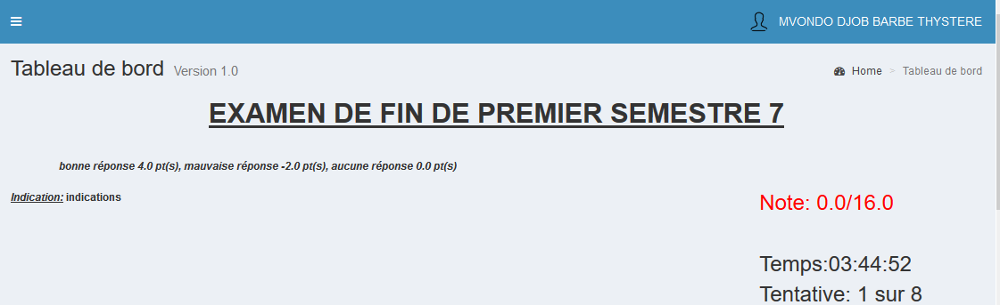 MVONDO DJOB BARBE THYSTERE
Tableau de bord Version 1.0
Home > Tableau de bord
EXAMEN DE FIN DE PREMIER SEMESTRE 7
bonne réponse 4.0 pt(s), mauvaise réponse -2.0 pt(s), aucune réponse 0.0 pt(s)
Indication: indications
Note: 0.0/16.0
Temps:03:44:52
Tentative: 1 sur 8